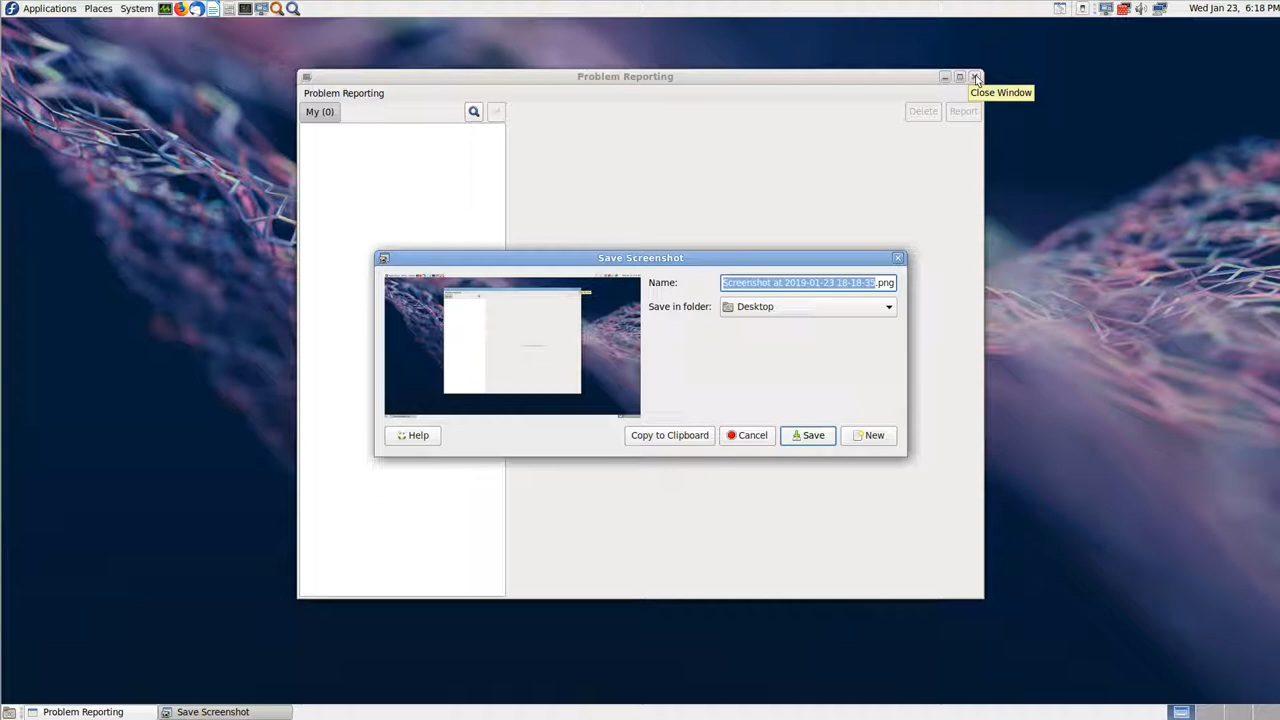 Applications Places System Wed Jan 23, 6:18 PM
Problem Reporting
Close Window
Problem Reporting
My (0) Delete Report
Save Screenshot
Name: Screenshot at 2019-01-23 18-18-35.png
Save in folder: Desktop
Help Copy to Clipboard Cancel Save New
Problem Reporting Save Screenshot